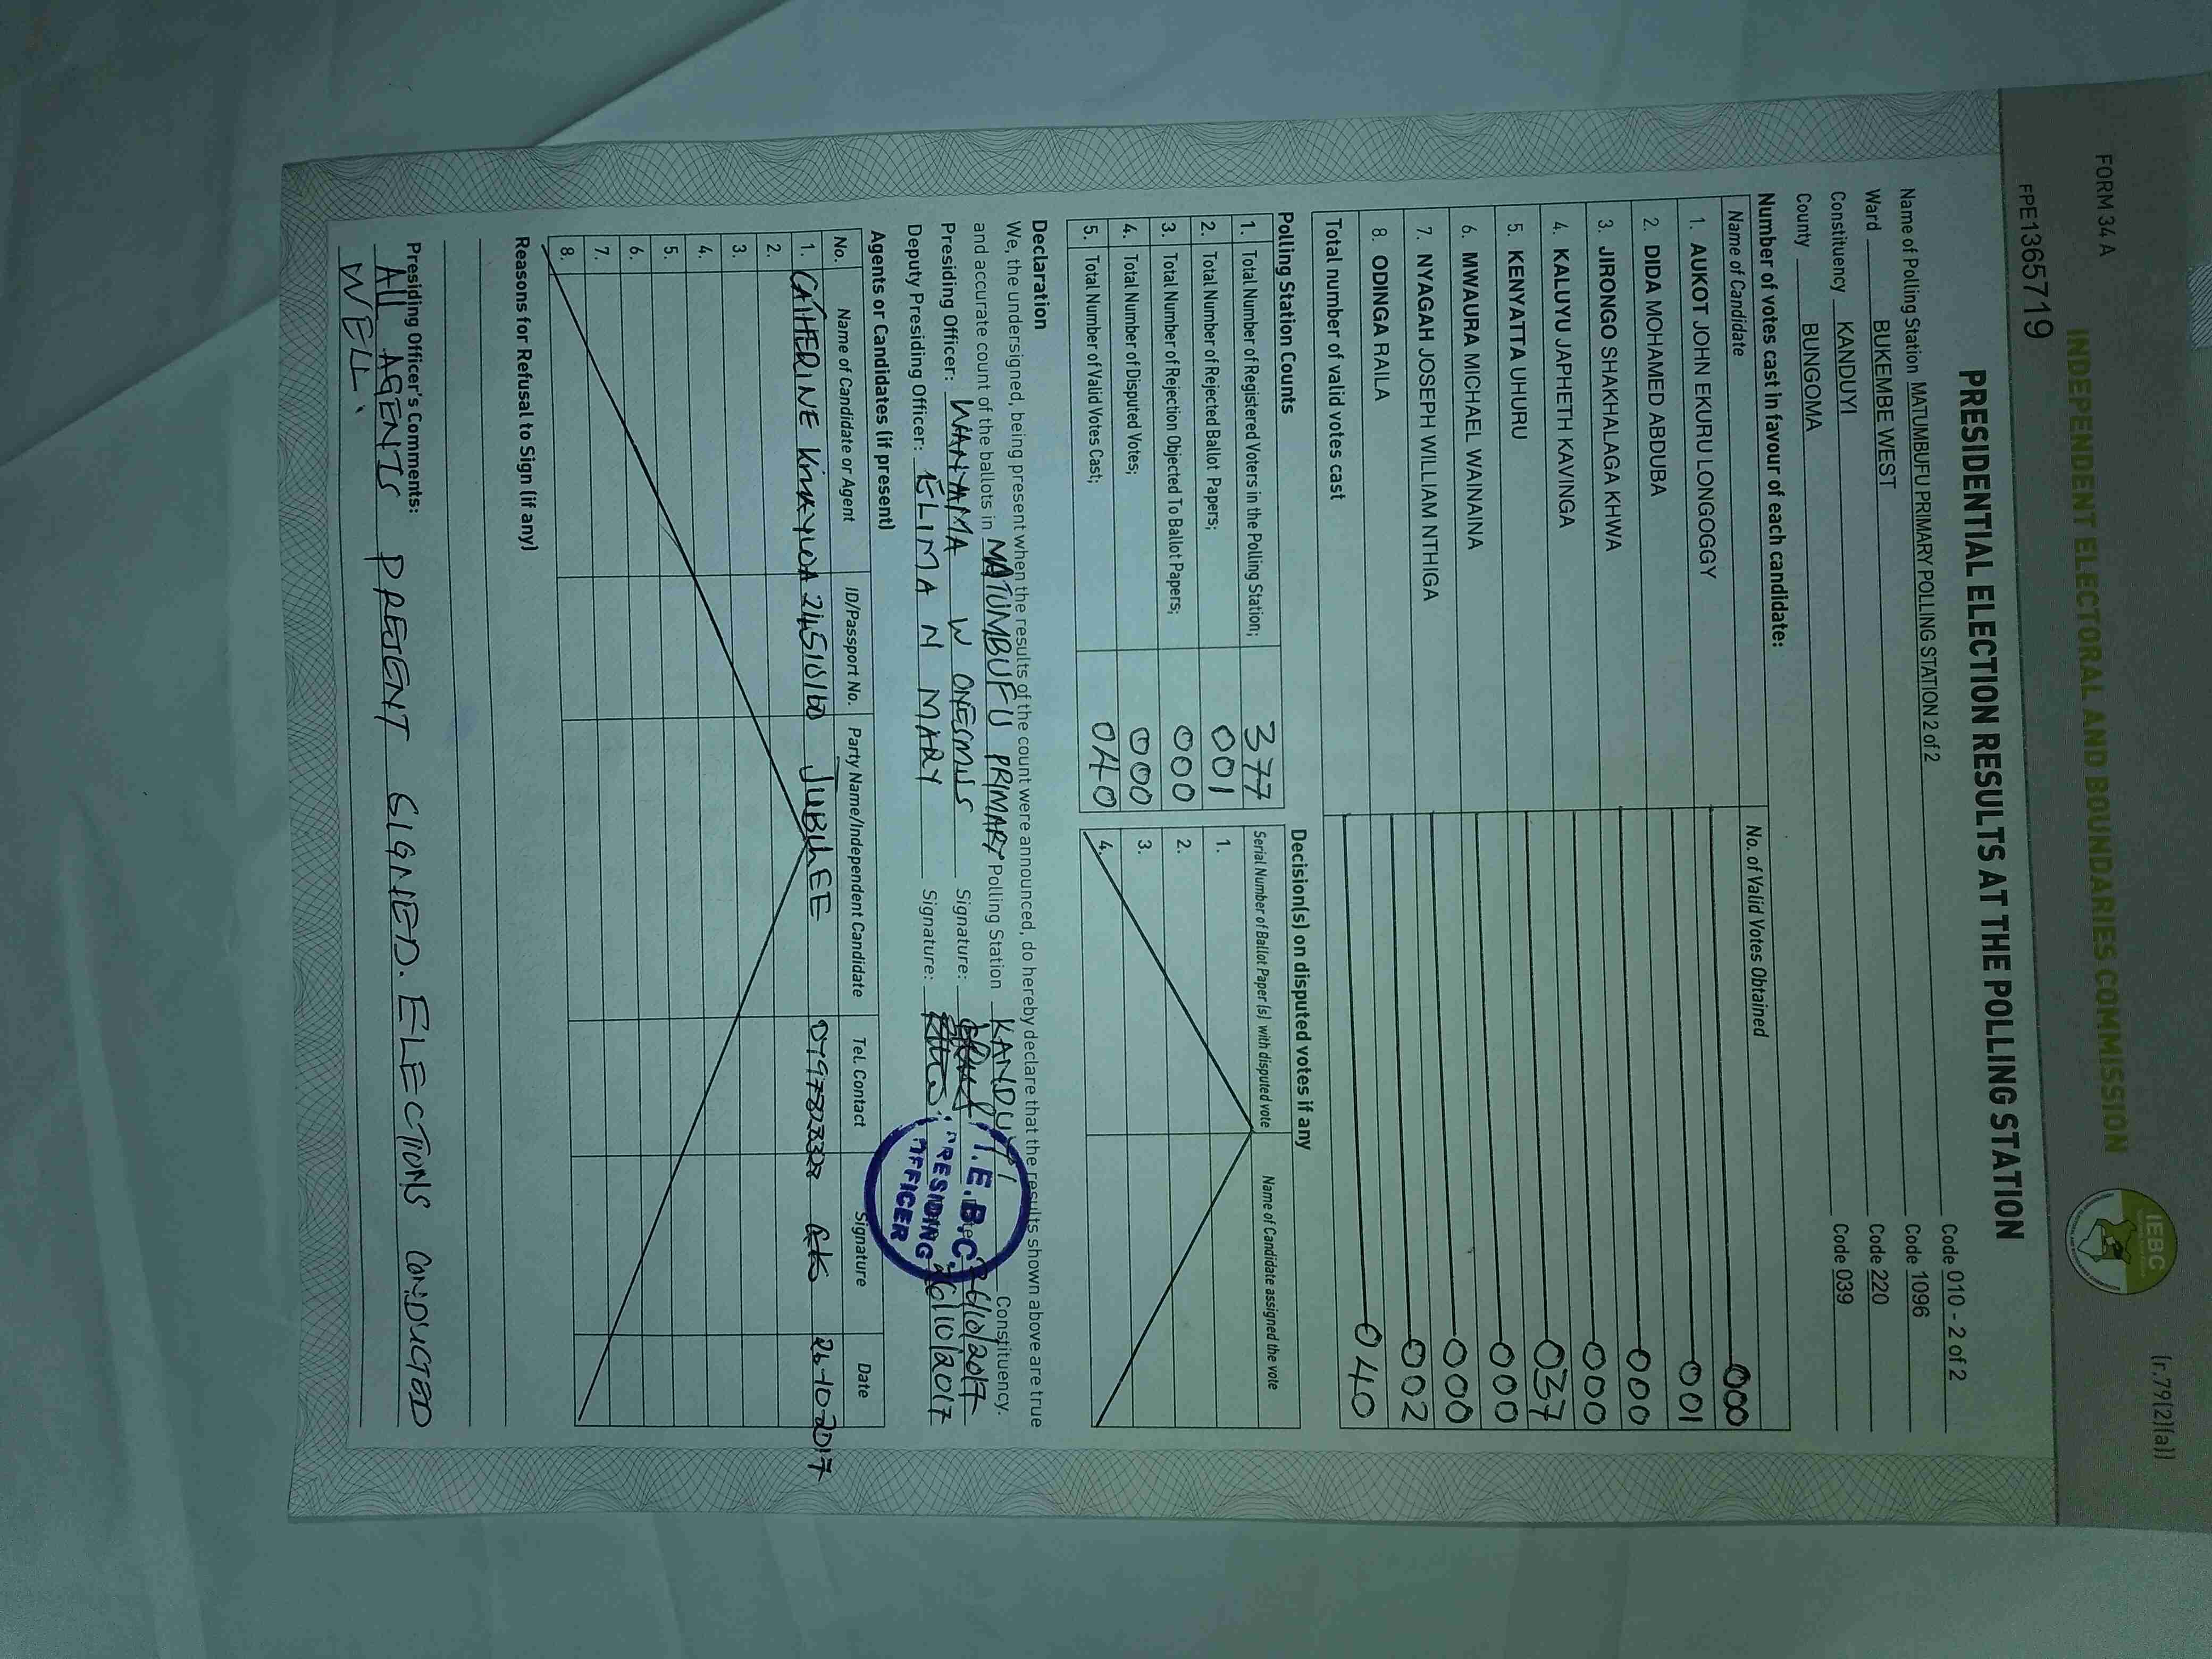 FORM 34 A
(r.79(2)(a))
INDEPENDENT ELECTORAL AND BOUNDARIES COMMISSION
IEBC
FPE1365719
PRESIDENTIAL ELECTION RESULTS AT THE POLLING STATION
Name of Polling Station MATUMBUFU PRIMARY POLLING STATION 2 of 2 Code 010 - 2 of 2
Ward BUKEMBE WEST Code 1096
Constituency KANDUYI Code 220
County BUNGOMA Code 039
Number of votes cast in favour of each candidate:
Name of Candidate No. of Valid Votes Obtained
1. AUKOT JOHN EKURU LONGOGGY 000
2. DIDA MOHAMED ABDUBA 001
3. JIRONGO SHAKHALAGA KHWA 000
4. KALUYU JAPHETH KAVINGA 000
5. KENYATTA UHURU 037
6. MWAURA MICHAEL WAINAINA 000
7. NYAGAH JOSEPH WILLIAM NTHIGA 000
8. ODINGA RAILA 002
Total number of valid votes cast 040
Polling Station Counts
1. Total Number of Registered Voters in the Polling Station; 377
2. Total Number of Rejected Ballot Papers; 001
3. Total Number of Rejection Objected To Ballot Papers; 000
4. Total Number of Disputed Votes; 000
5. Total Number of Valid Votes Cast; 040
Decision(s) on disputed votes if any
Serial Number of Ballot Paper (s) with disputed vote Name of Candidate assigned the vote
1.
2.
3.
4.
Declaration
We, the undersigned, being present when the results of the count were announced, do hereby declare that the results shown above are true
and accurate count of the ballots in MATUMBUFU PRIMARY Polling Station KANDUYI Constituency.
Presiding Officer: WANYAMA W ONESMUS Signature: 26/10/2017
Deputy Presiding Officer: ELIMA N MARY Signature: 26/10/2017
I.E.B.C.
PRESIDING
OFFICER
Agents or Candidates (if present)
No. Name of Candidate or Agent ID/Passport No. Party Name/Independent Candidate Tel. Contact Signature Date
1. CATHERINE 24510160 JUBILEE 26-10-2017
2.
3.
4.
5.
6.
7.
8.
Reasons for Refusal to Sign (if any)
Presiding Officer's Comments:
All AGENTS PRESENT SIGNED. ELECTIONS CONDUCTED
WELL.